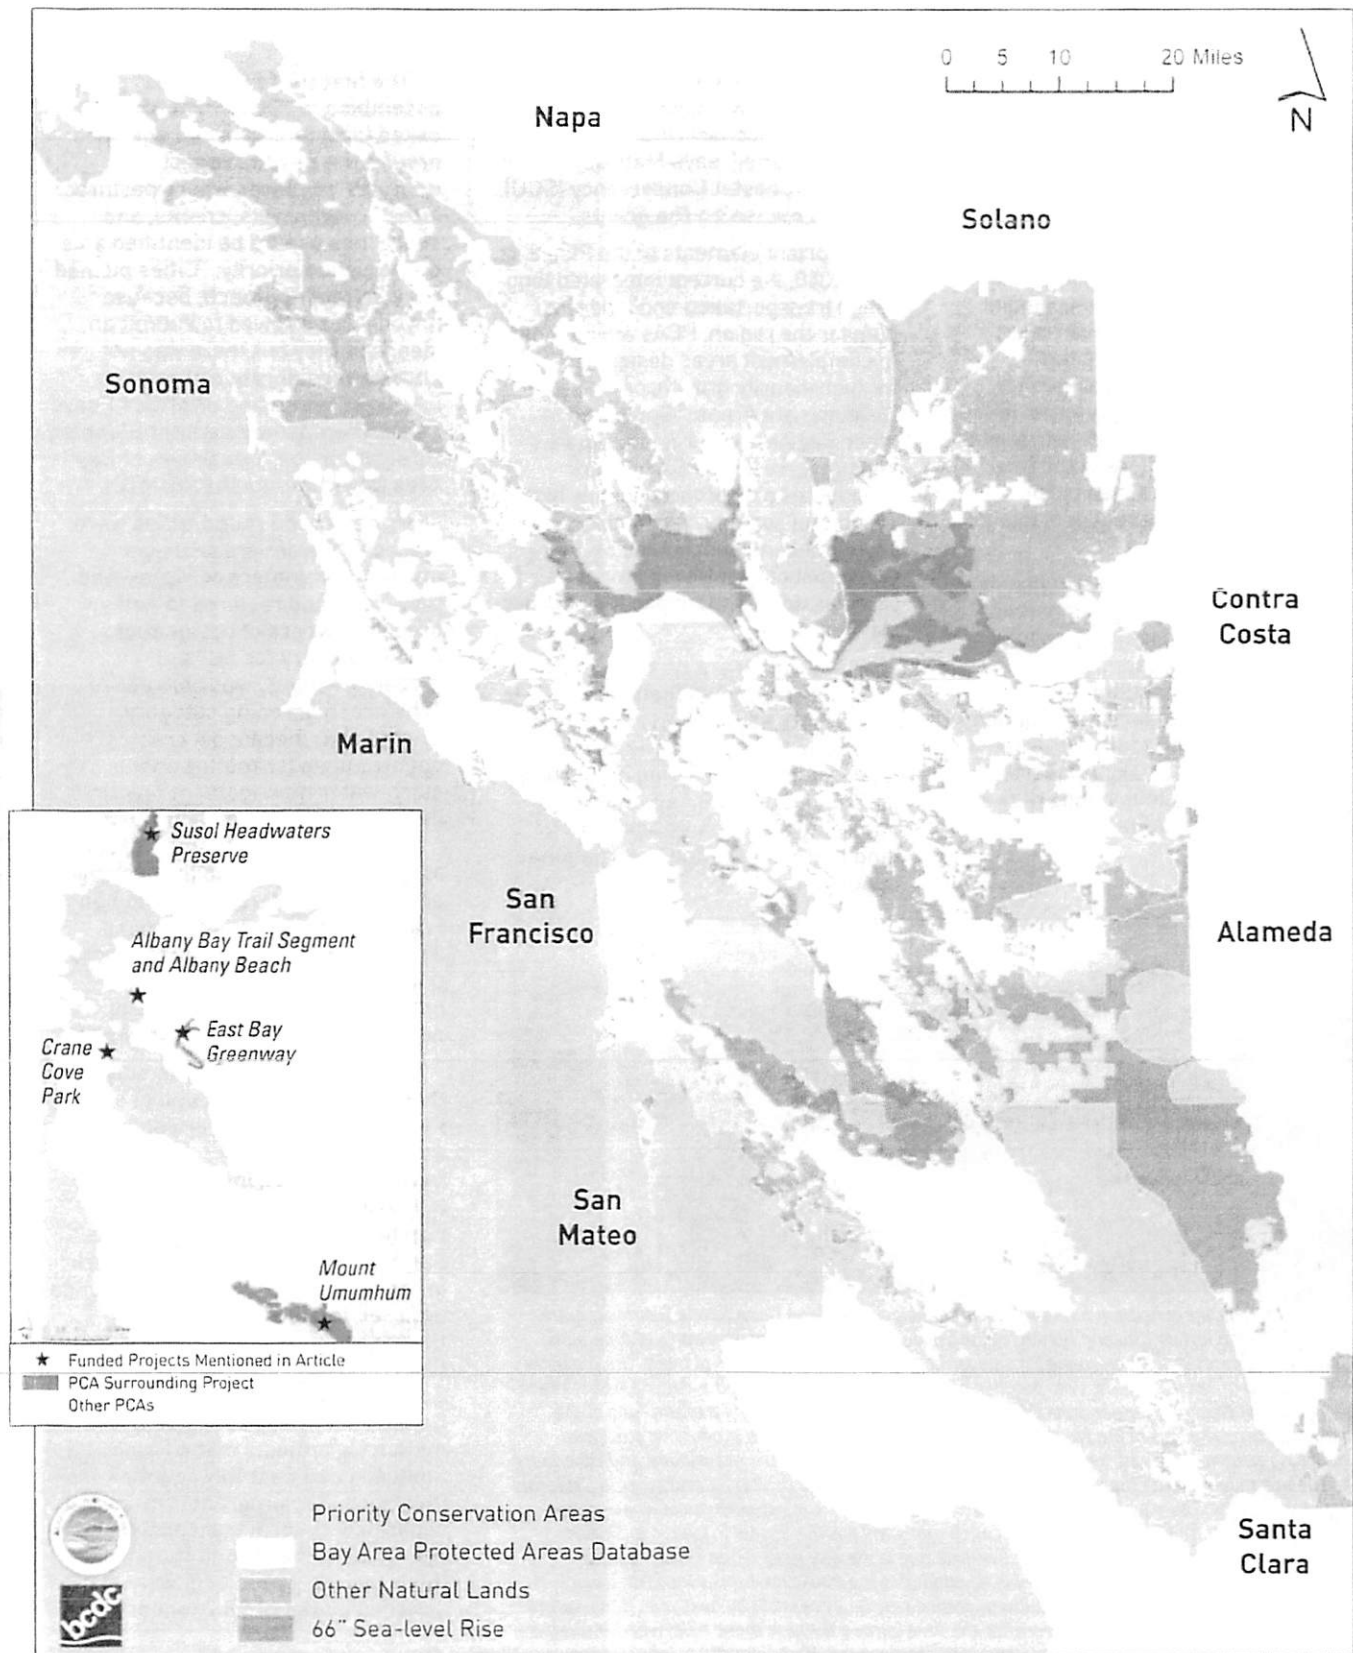 0 5 10 20 Miles
N
Napa
Solano
Sonoma
Contra
Costa
Marin
San
Francisco
Alameda
San
Mateo
Santa
Clara
Susol Headwaters
Preserve
Albany Bay Trail Segment
and Albany Beach
East Bay
Greenway
Crane
Cove
Park
Mount
Umumhum
Funded Projects Mentioned in Article
PCA Surrounding Project
Other PCAs
Priority Conservation Areas
Bay Area Protected Areas Database
Other Natural Lands
66" Sea-level Rise
bcdc